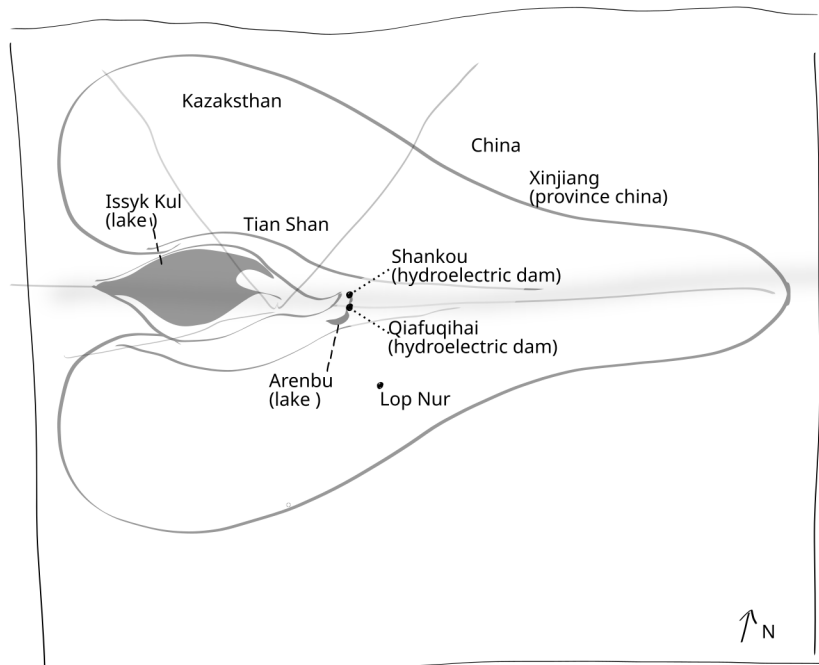 Kazaksthan
China
Xinjiang
(province china)
Issyk Kul
(lake )
Tian Shan
Shankou
(hydroelectric dam)
Qiafuqihai
(hydroelectric dam)
Arenbu
(lake )
Lop Nur
N